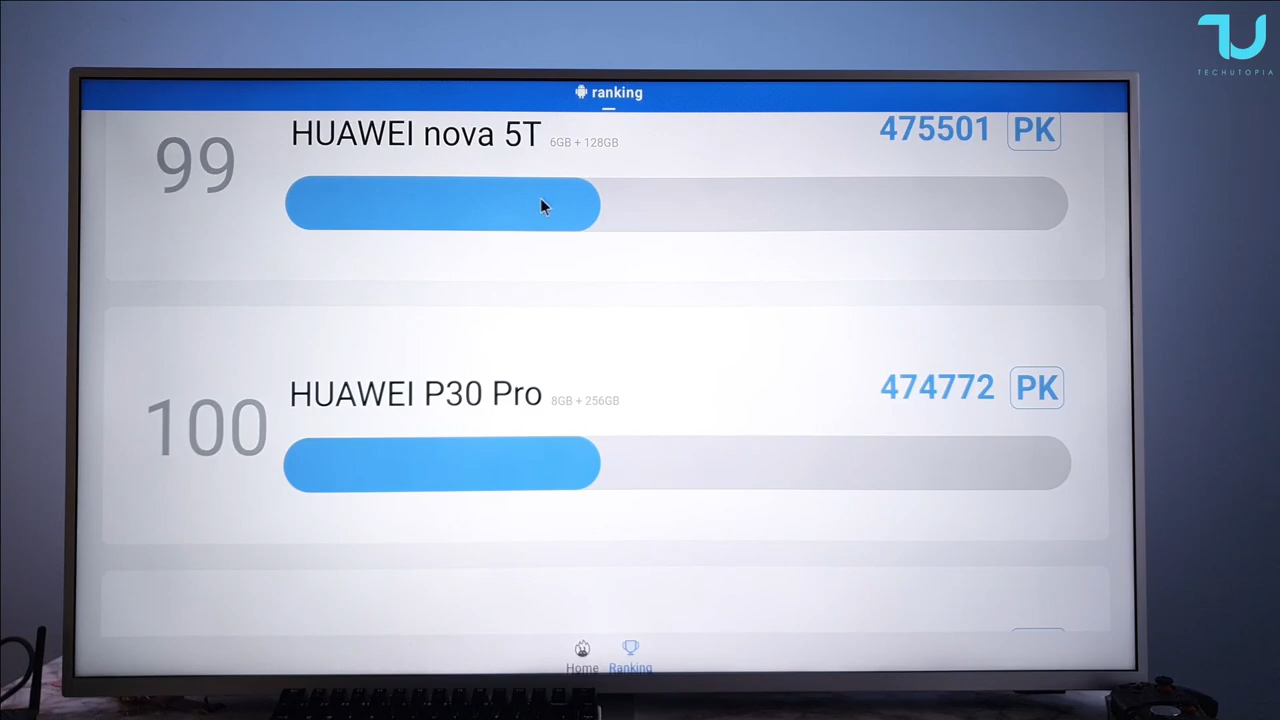 TECHUTOPIA
ranking
99
HUAWEI nova 5T 6GB + 128GB
475501 PK
100
HUAWEI P30 Pro 8GB + 256GB
474772 PK
Home Ranking